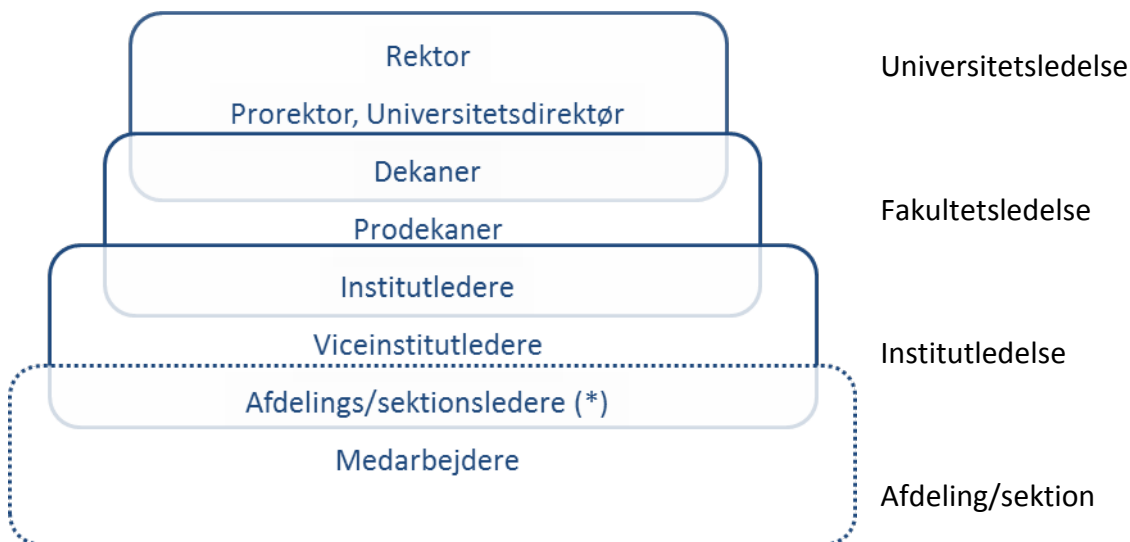 Rektor
Universitetsledelse
Prorektor, Universitetsdirektør
Dekaner
Fakultetsledelse
Prodekaner
Institutledere
Viceinstitutledere
Institutledelse
Afdelings/sektionsledere (*)
Medarbejdere
Afdeling/sektion